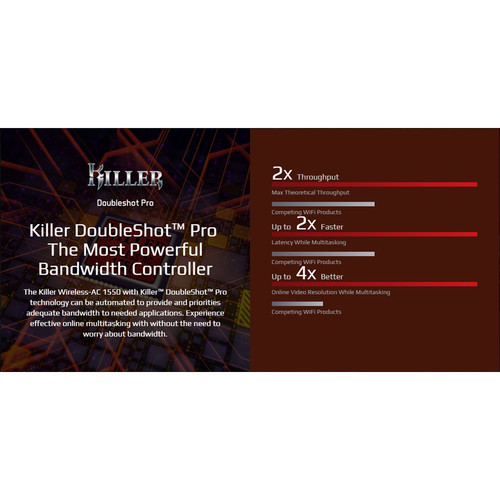 KILLER
Doubleshot Pro
Killer DoubleShot™ Pro
The Most Powerful
Bandwidth Controller
The Killer Wireless-AC 1550 with Killer™ DoubleShot™ Pro
technology can be automated to provide and priorities
adequate bandwidth to needed applications. Experience
effective online multitasking with without the need to
worry about bandwidth.
2x Throughput
Max Theoretical Throughput
Competing WiFi Products
Up to 2x Faster
Latency While Multitasking
Competing WiFi Products
Up to 4x Better
Online Video Resolution While Multitasking
Competing WiFi Products